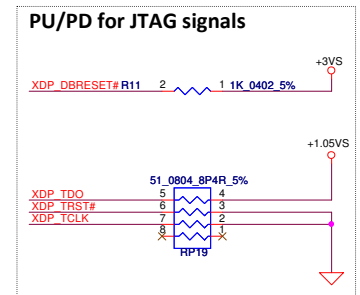 PU/PD for JTAG signals
+3VS
XDP_DBRESET# R11 2 1 1K_0402_5%
+1.05VS
51_0804_8P4R_5%
XDP_TDO 5 4
XDP_TRST# 6 3
XDP_TCLK 7 2
8 1
RP19